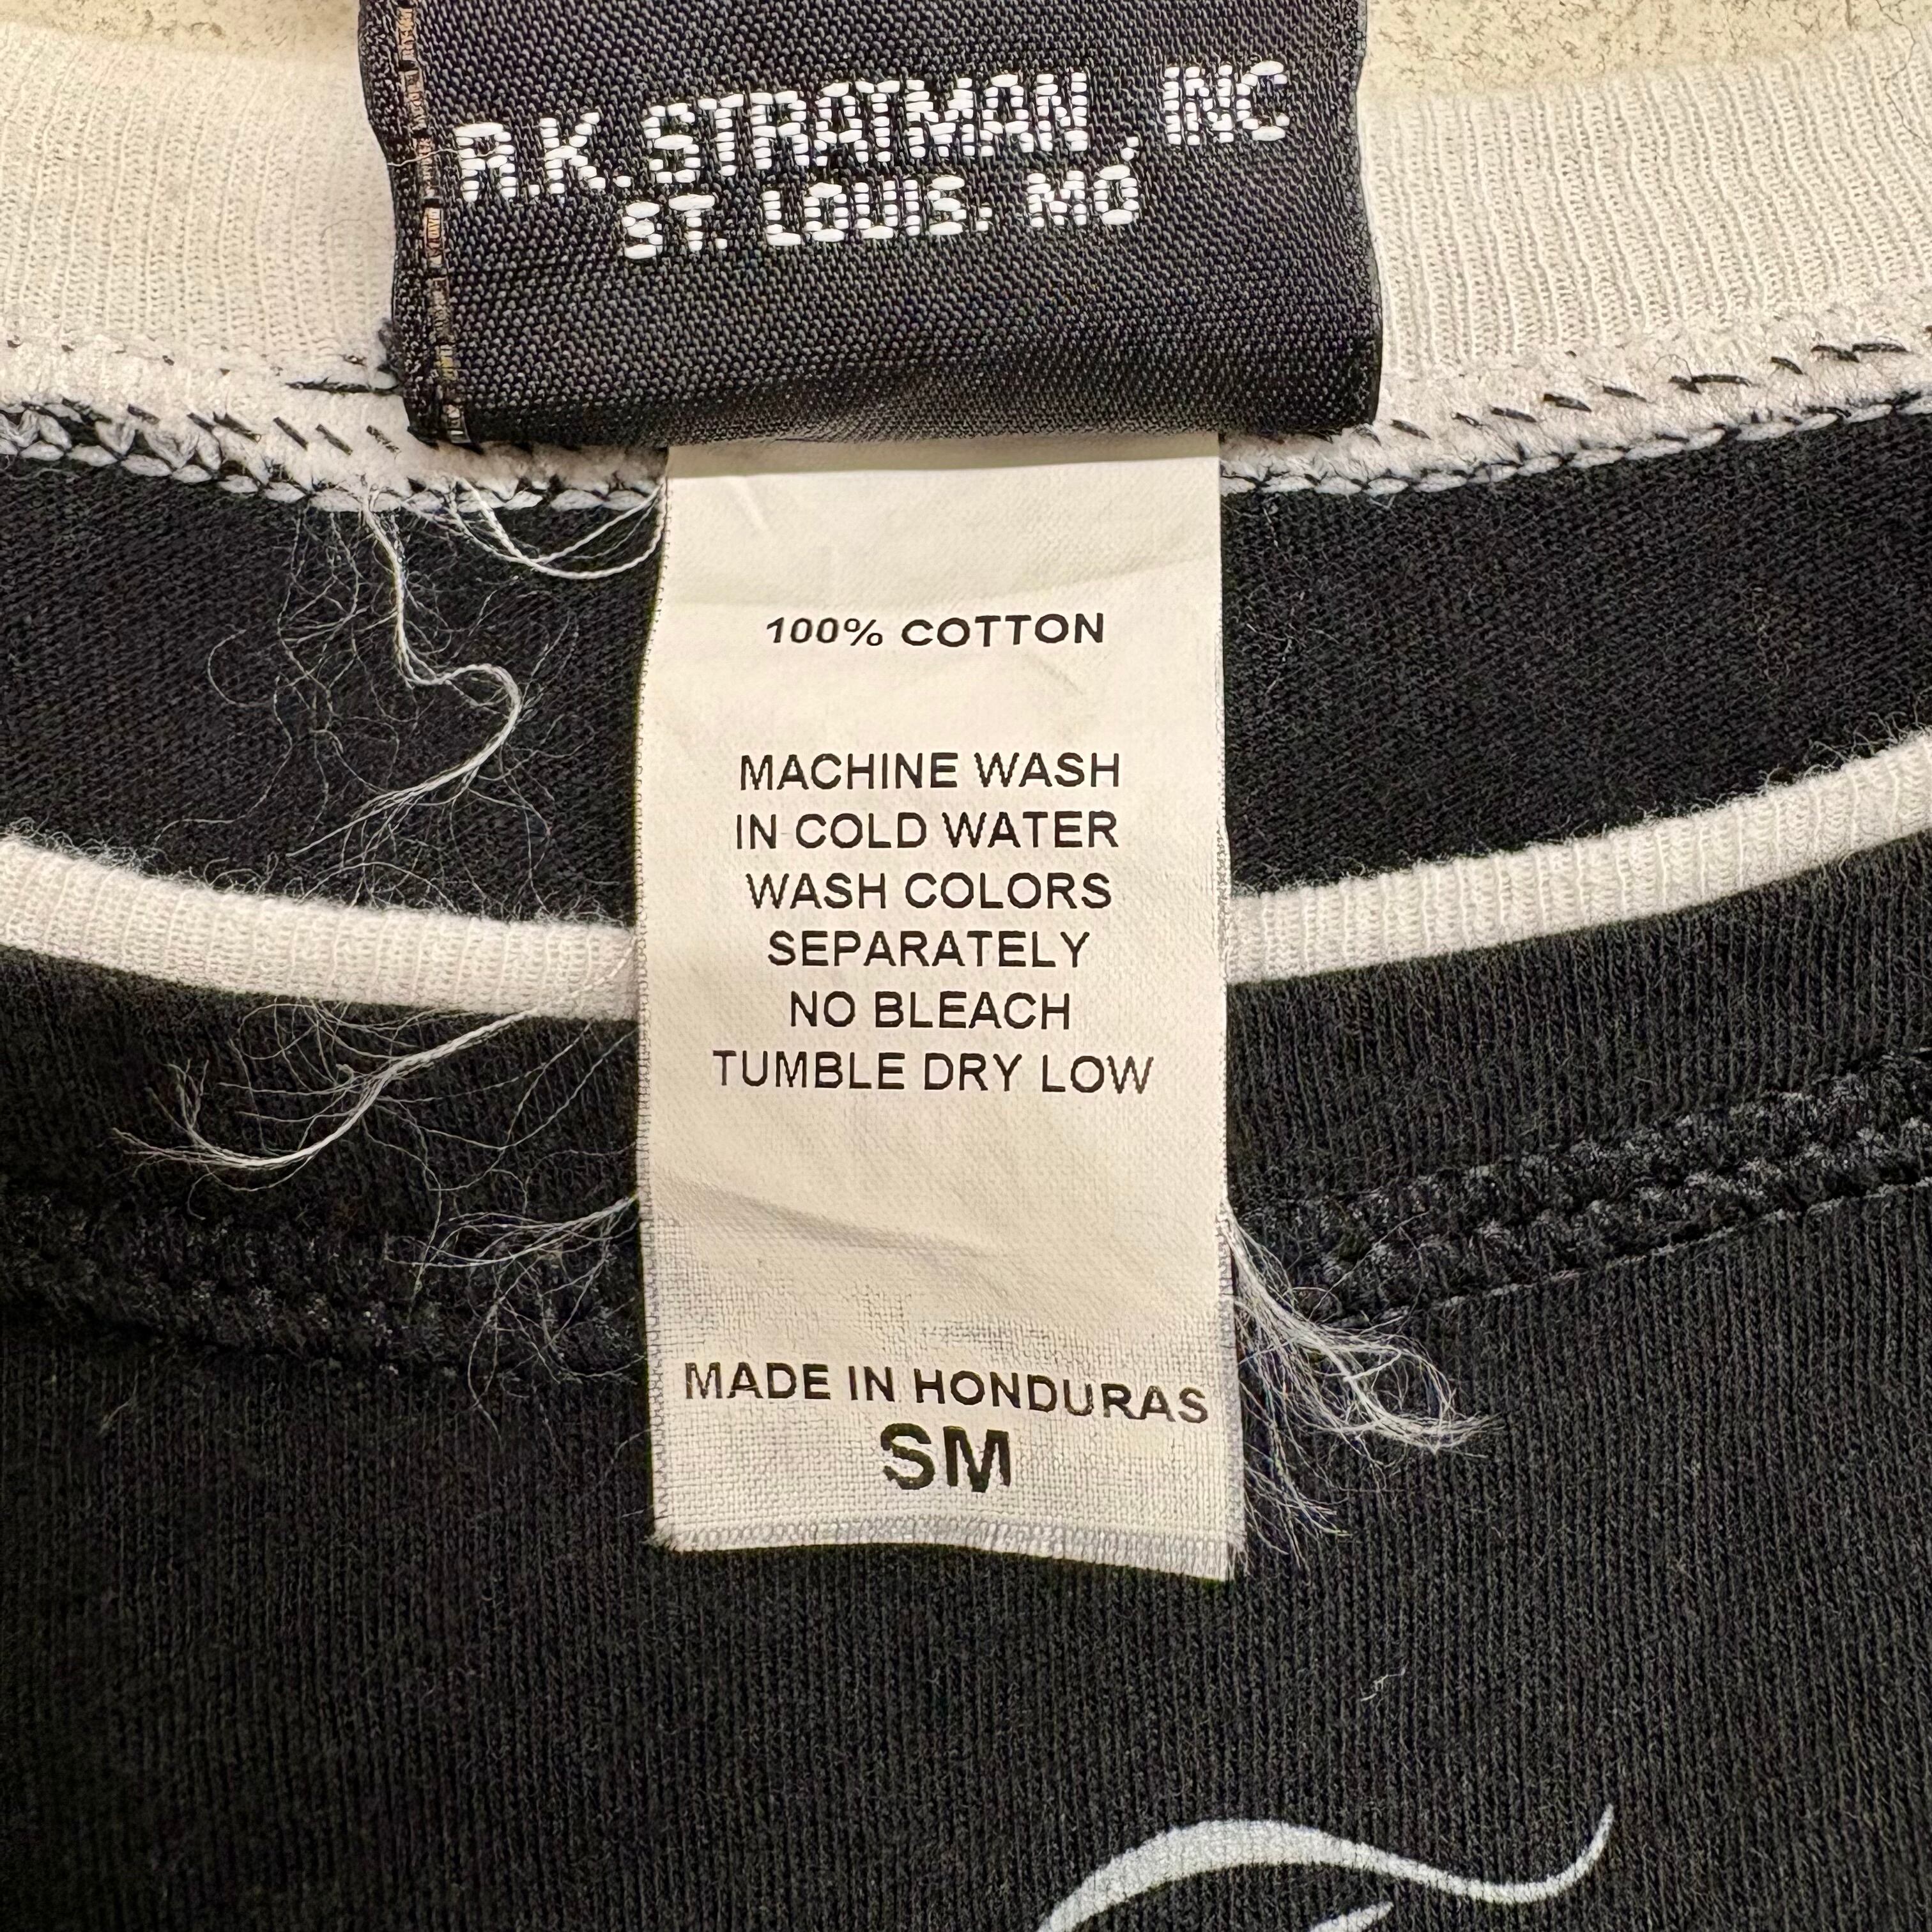 R.K.STRATMAN, INC
ST. LOUIS. MO
100% COTTON
MACHINE WASH
IN COLD WATER
WASH COLORS
SEPARATELY
NO BLEACH
TUMBLE DRY LOW
MADE IN HONDURAS
SM